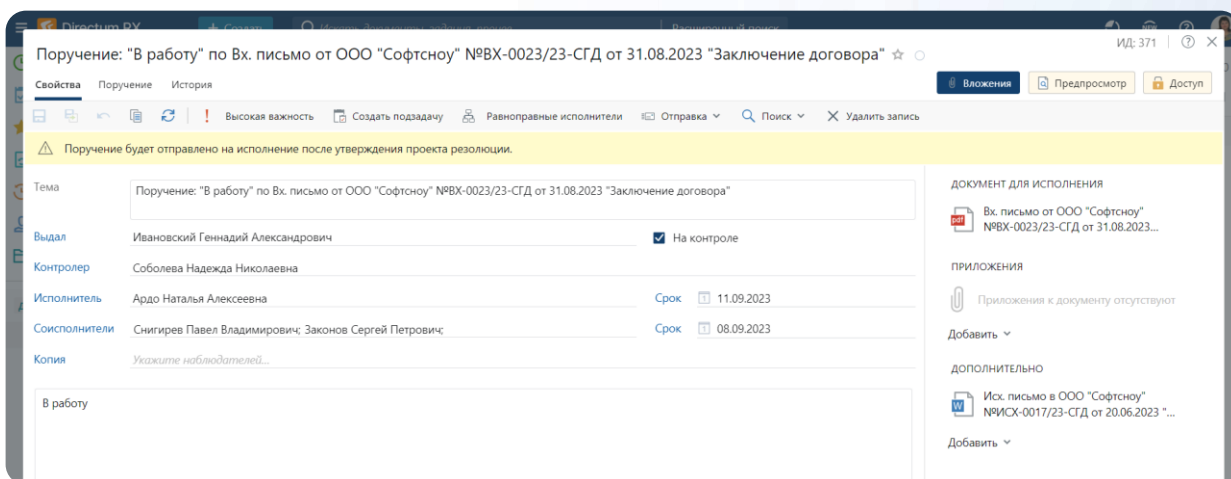 Directum RX
+ Создать
Искать документы, задания, папки
Расширенный поиск
Поручение: "В работу" по Вх. письмо от ООО "Софтсноу" №ВХ-0023/23-СГД от 31.08.2023 "Заключение договора"
ИД: 371
Свойства Поручение История
Вложения Предпросмотр Доступ
Высокая важность Создать подзадачу Равноправные исполнители Отправка Поиск Удалить запись
Поручение будет отправлено на исполнение после утверждения проекта резолюции.
Тема
Поручение: "В работу" по Вх. письмо от ООО "Софтсноу" №ВХ-0023/23-СГД от 31.08.2023 "Заключение договора"
Выдал Ивановский Геннадий Александрович На контроле
Контролер Соболева Надежда Николаевна
Исполнитель Ардо Наталья Алексеевна Срок 11.09.2023
Соисполнители Снигирев Павел Владимирович; Законов Сергей Петрович; Срок 08.09.2023
Копия Укажите наблюдателей...
В работу
ДОКУМЕНТ ДЛЯ ИСПОЛНЕНИЯ
pdf
Вх. письмо от ООО "Софтсноу"
№ВХ-0023/23-СГД от 31.08.2023...
ПРИЛОЖЕНИЯ
Приложения к документу отсутствуют
Добавить
ДОПОЛНИТЕЛЬНО
W
Исх. письмо в ООО "Софтсноу"
№ИСХ-0017/23-СГД от 20.06.2023 "...
Добавить